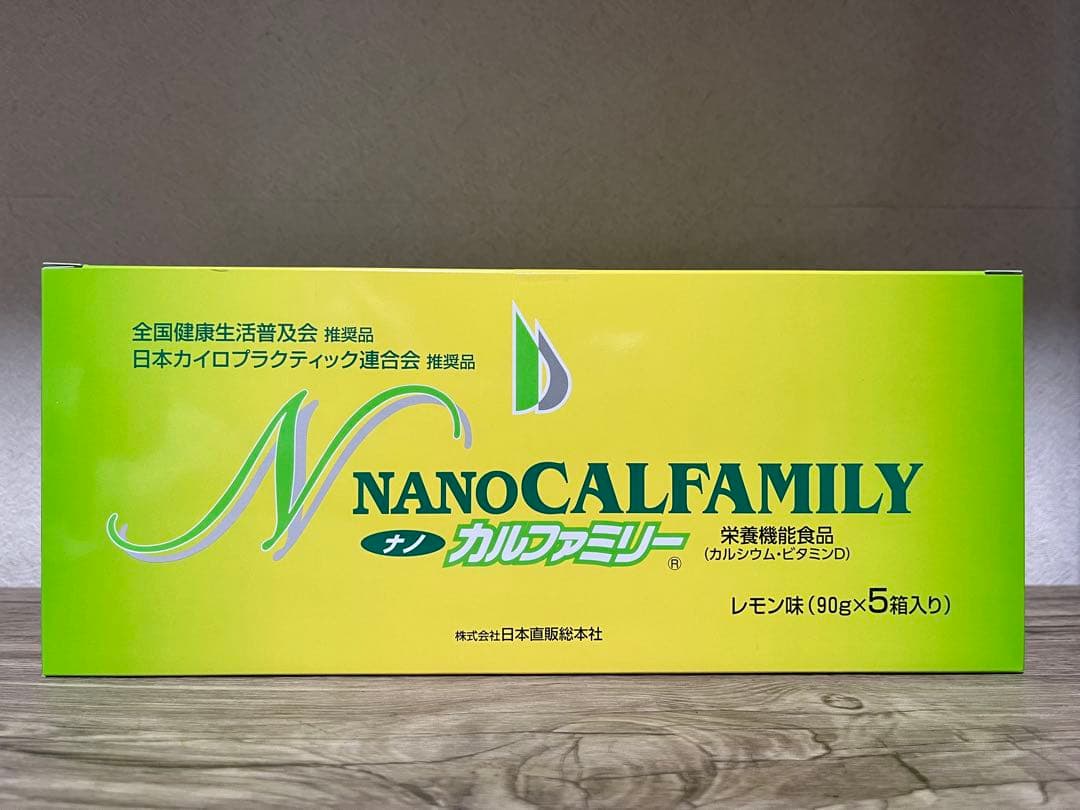 全国健康生活普及会 推奨品
日本カイロプラクティック連合会 推奨品
N
NANOCALFAMILY
ナノ カルファミリー®
栄養機能食品
(カルシウム・ビタミンD)
レモン味(90g×5箱入り)
株式会社日本直販総本社